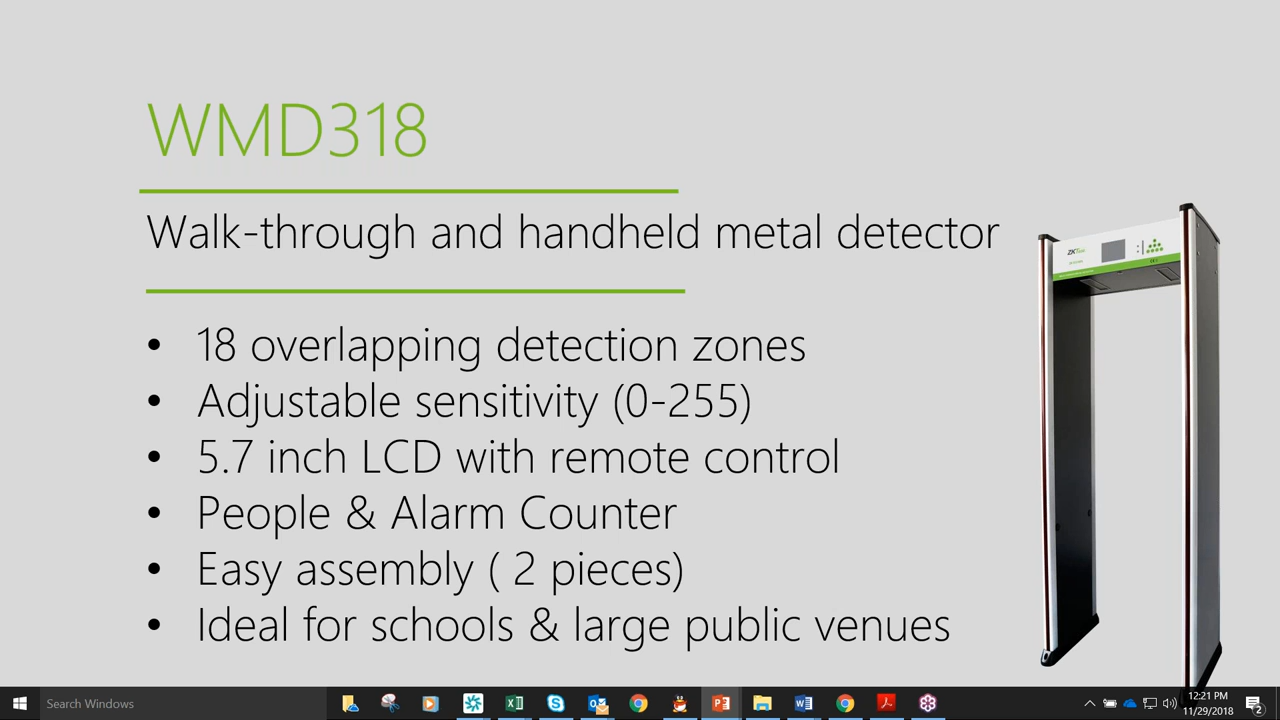 WMD318
Walk-through and handheld metal detector
• 18 overlapping detection zones
• Adjustable sensitivity (0-255)
• 5.7 inch LCD with remote control
• People & Alarm Counter
• Easy assembly ( 2 pieces)
• Ideal for schools & large public venues
ZKTeco
Search Windows
12:21 PM
11/29/2018
2